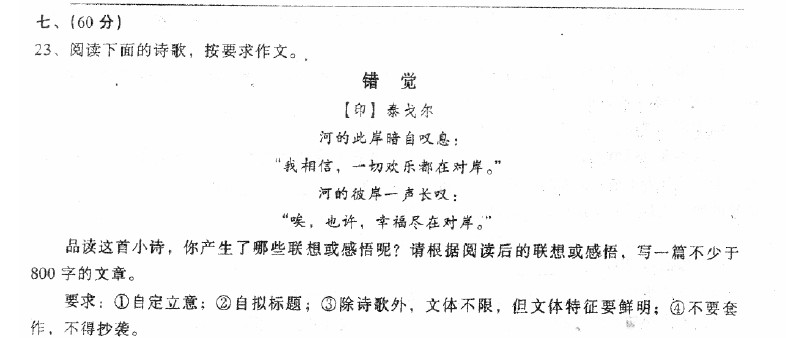 七、(60分)
23、阅读下面的诗歌，按要求作文。
错 觉
【印】泰戈尔
河的此岸暗自叹息：
“我相信，一切欢乐都在对岸。”
河的彼岸一声长叹：
“唉，也许，幸福尽在对岸。”
品读这首小诗，你产生了哪些联想或感悟呢？请根据阅读后的联想或感悟，写一篇不少于
800字的文章。
要求：①自定立意；②自拟标题；③除诗歌外，文体不限，但文体特征要鲜明；④不要套
作，不得抄袭。